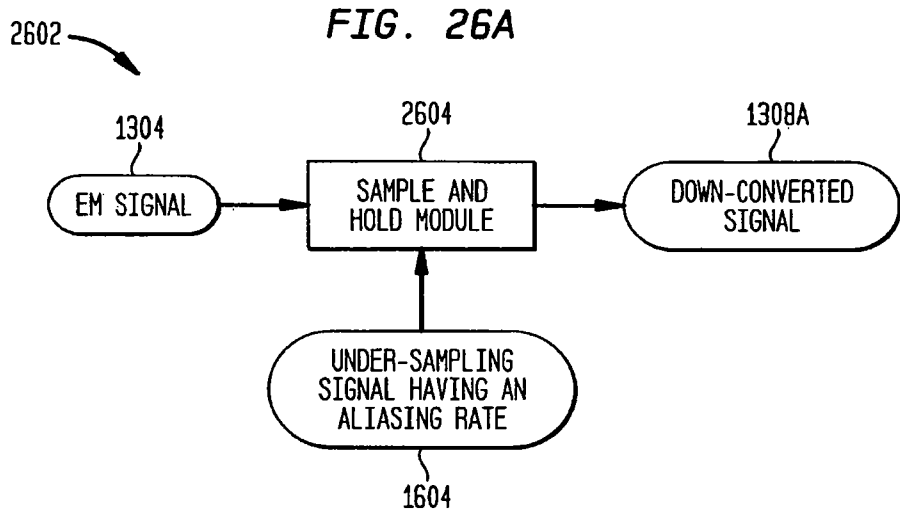 FIG. 26A
2602
1304
2604
1308A
EM SIGNAL
SAMPLE AND
HOLD MODULE
DOWN-CONVERTED
SIGNAL
UNDER-SAMPLING
SIGNAL HAVING AN
ALIASING RATE
1604